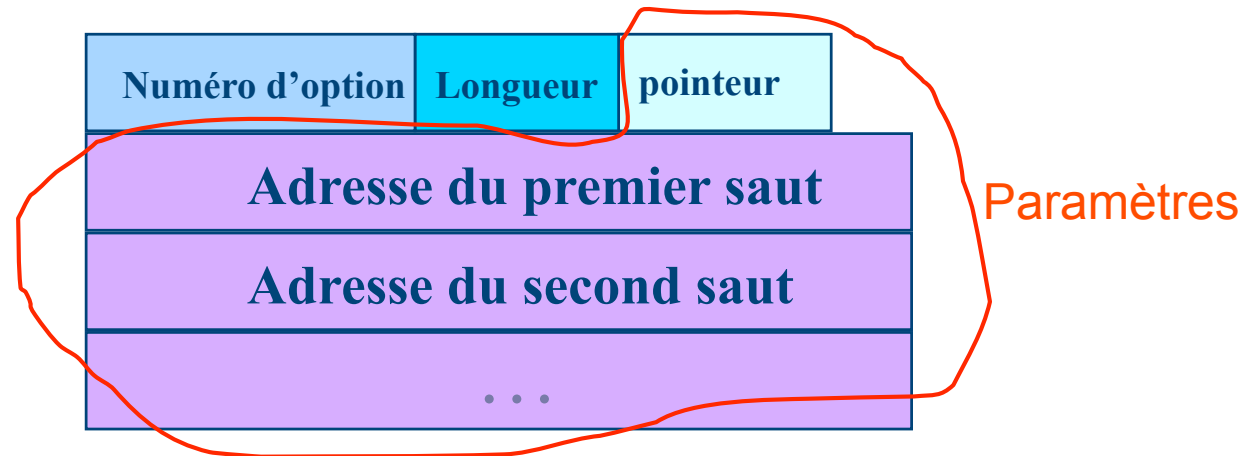 Numéro d’option Longueur pointeur
Adresse du premier saut
Paramètres
Adresse du second saut
...